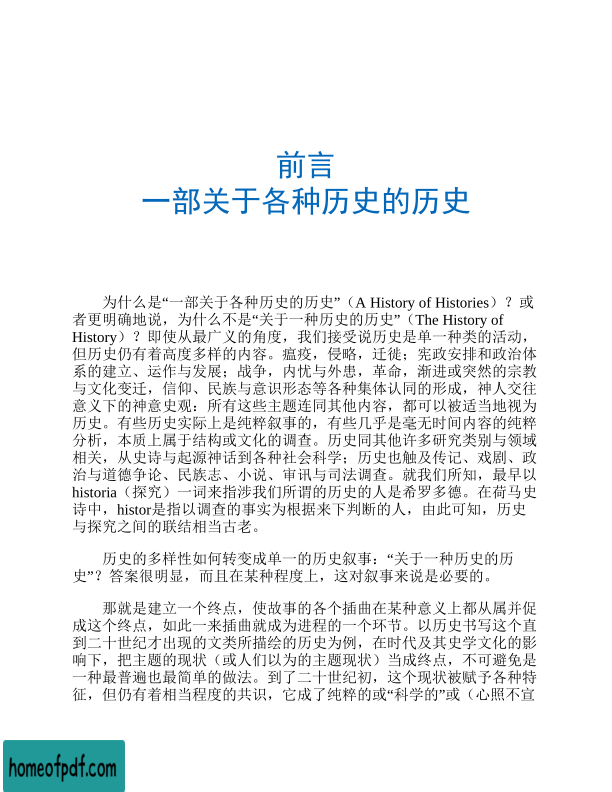 前言
一部关于各种历史的历史
为什么是“一部关于各种历史的历史”（A History of Histories）？或
者更明确地说，为什么不是“关于一种历史的历史”（The History of
History）？即使从最广义的角度，我们接受说历史是单一种类的活动，
但历史仍有着高度多样的内容。瘟疫，侵略，迁徙；宪政安排和政治体
系的建立、运作与发展；战争，内忧与外患，革命，渐进或突然的宗教
与文化变迁，信仰、民族与意识形态等各种集体认同的形成，神人交往
意义下的神意史观：所有这些主题连同其他内容，都可以被适当地视为
历史。有些历史实际上是纯粹叙事的，有些几乎是毫无时间内容的纯粹
分析，本质上属于结构或文化的调查。历史同其他许多研究类别与领域
相关，从史诗与起源神话到各种社会科学；历史也触及传记、戏剧、政
治与道德争论、民族志、小说、审讯与司法调查。就我们所知，最早以
historia（探究）一词来指涉我们所谓的历史的人是希罗多德。在荷马史
诗中，histor是指以调查的事实为根据来下判断的人，由此可知，历史
与探究之间的联结相当古老。
历史的多样性如何转变成单一的历史叙事：“关于一种历史的历
史”？答案很明显，而且在某种程度上，这对叙事来说是必要的。
那就是建立一个终点，使故事的各个插曲在某种意义上都从属并促
成这个终点，如此一来插曲就成为进程的一个环节。以历史书写这个直
到二十世纪才出现的文类所描绘的历史为例，在时代及其史学文化的影
响下，把主题的现状（或人们以为的主题现状）当成终点，不可避免是
一种最普遍也最简单的做法。到了二十世纪初，这个现状被赋予各种特
征，但仍有着相当程度的共识，它成了纯粹的或“科学的”或（心照不宣
homeofpdf.com